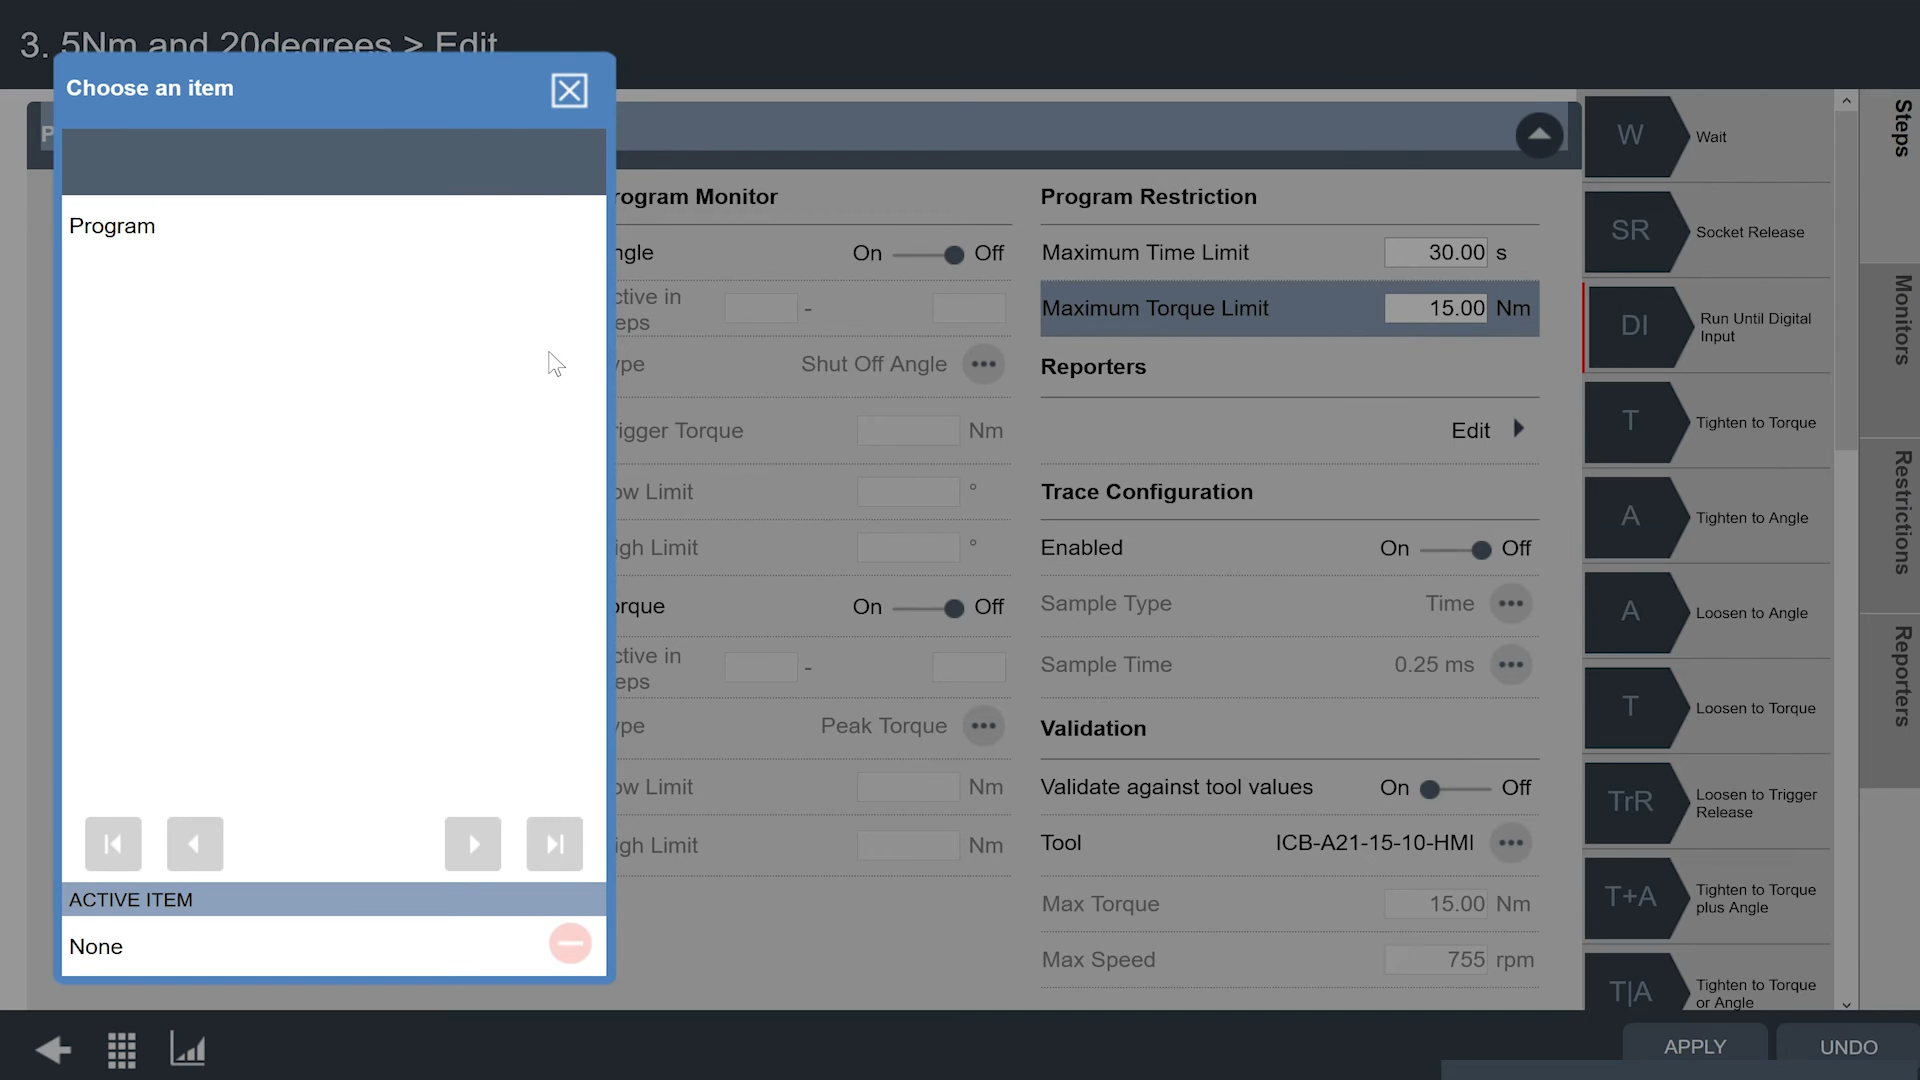 3. 5Nm and 20degrees > Edit
Choose an item
P
Program
ACTIVE ITEM
None
rogram Monitor
ngle On Off
ctive in
eps -
ype Shut Off Angle
rigger Torque Nm
ow Limit °
igh Limit °
orque On Off
ctive in
eps -
ype Peak Torque
ow Limit Nm
igh Limit Nm
Program Restriction
Maximum Time Limit 30.00 s
Maximum Torque Limit 15.00 Nm
Reporters
Edit
Trace Configuration
Enabled On Off
Sample Type Time
Sample Time 0.25 ms
Validation
Validate against tool values On Off
Tool ICB-A21-15-10-HMI
Max Torque 15.00 Nm
Max Speed 755 rpm
W Wait
SR Socket Release
DI Run Until Digital
Input
T Tighten to Torque
A Tighten to Angle
A Loosen to Angle
T Loosen to Torque
TrR Loosen to Trigger
Release
T+A Tighten to Torque
plus Angle
T|A Tighten to Torque
or Angle
Steps
Monitors
Restrictions
Reporters
APPLY
UNDO